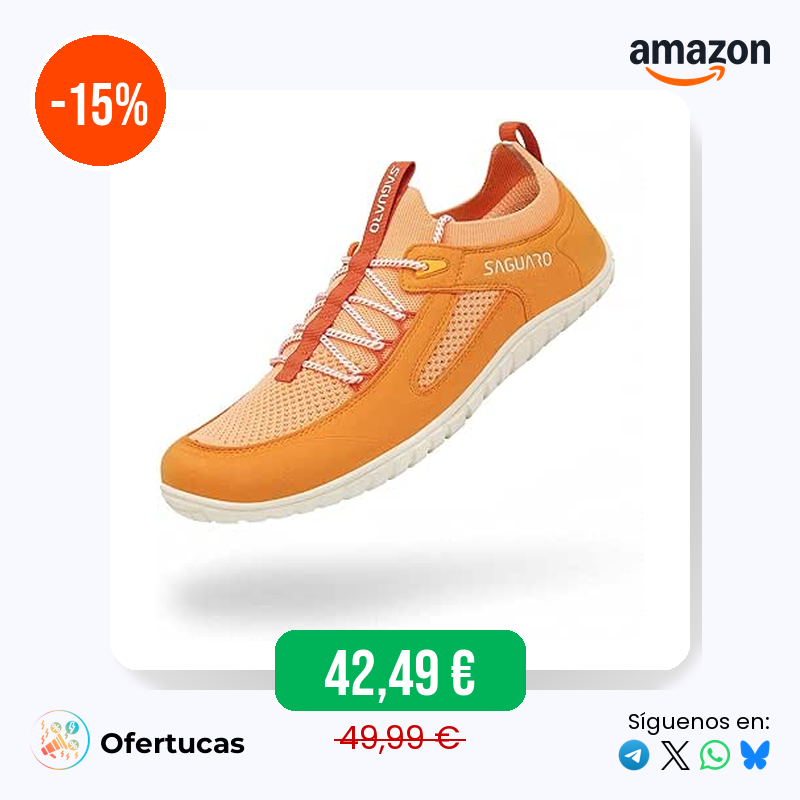 -15%
amazon
SAGUARO
SAGUARO
42,49 €
49,99 €
Ofertucas
Síguenos en: